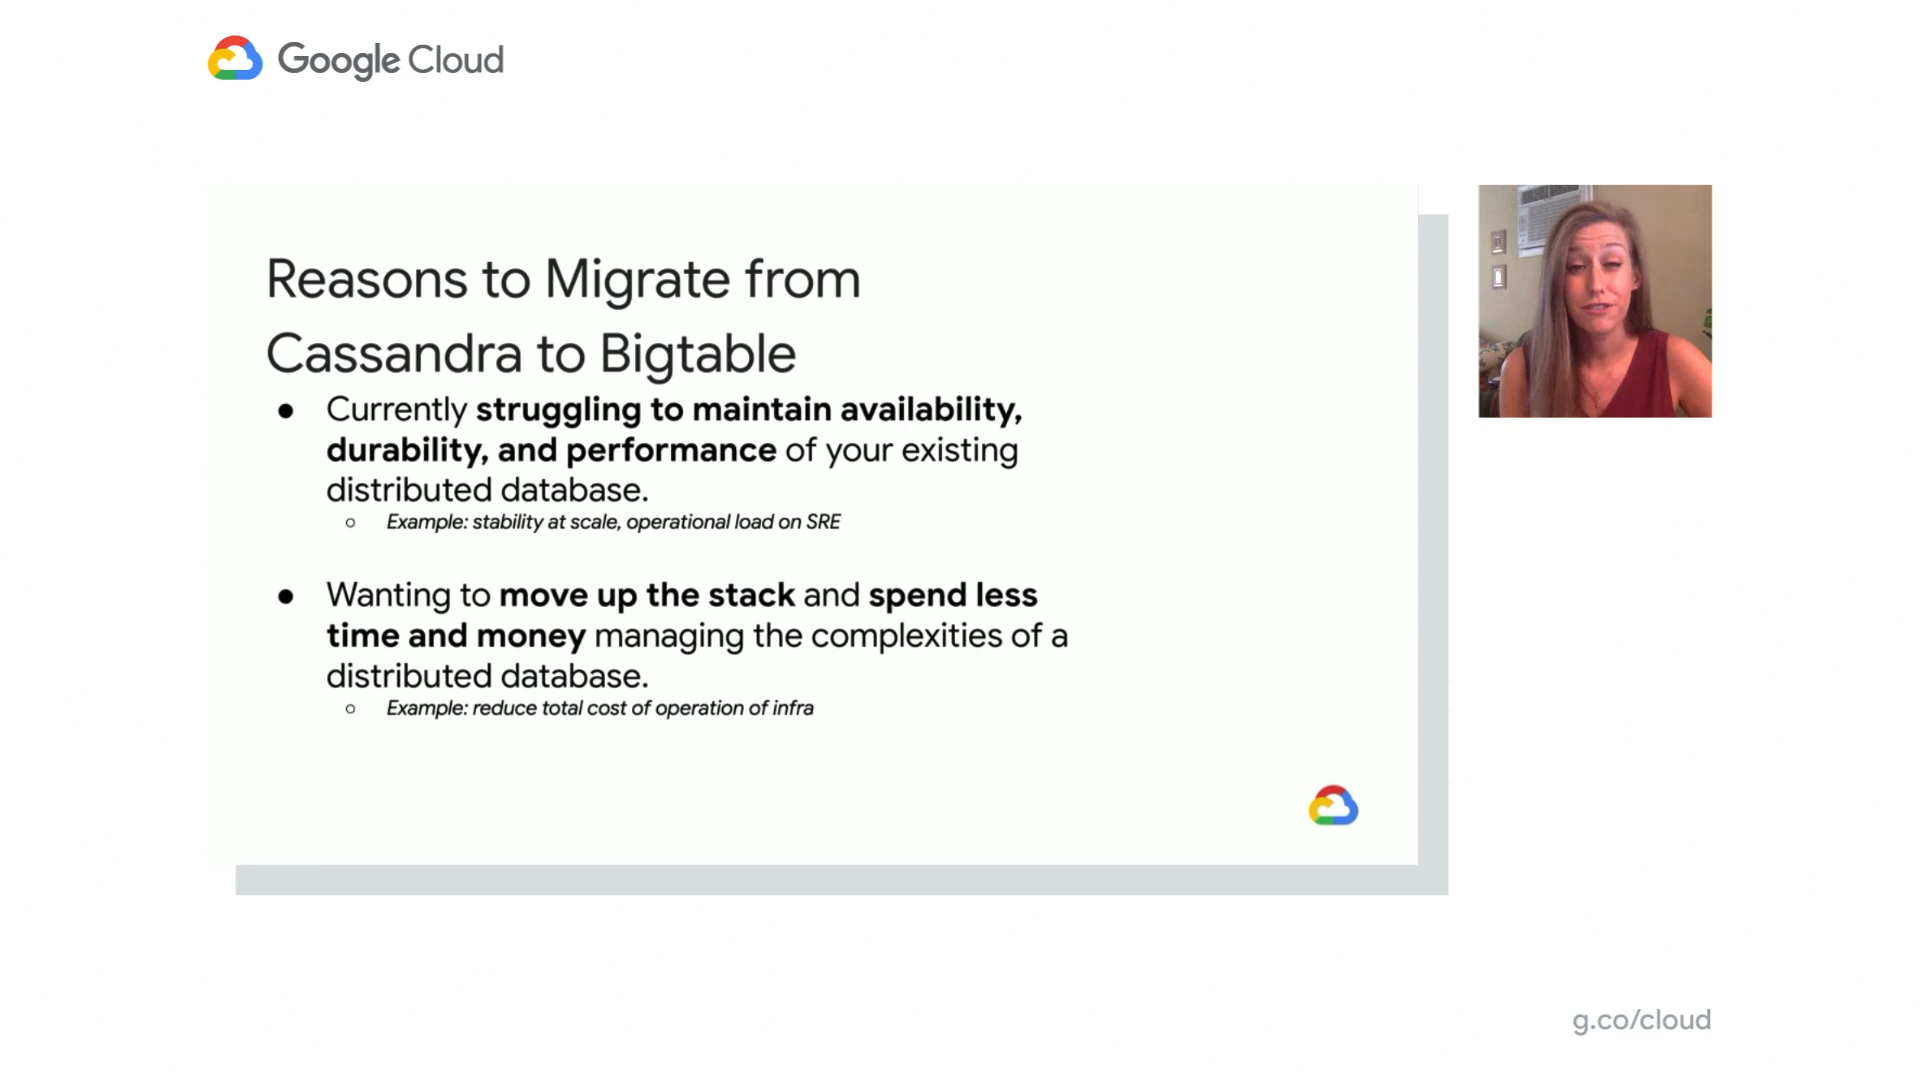 Google Cloud
Reasons to Migrate from
Cassandra to Bigtable
● Currently struggling to maintain availability,
durability, and performance of your existing
distributed database.
○ Example: stability at scale, operational load on SRE
● Wanting to move up the stack and spend less
time and money managing the complexities of a
distributed database.
○ Example: reduce total cost of operation of infra
g.co/cloud